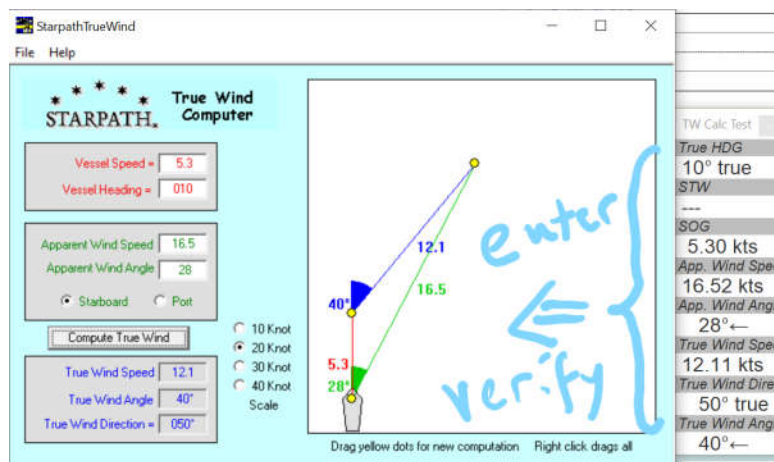 StarpathTrueWind
File Help
STARPATH®
True Wind
Computer
Vessel Speed = 5.3
Vessel Heading = 010
Apparent Wind Speed 16.5
Apparent Wind Angle 28
Starboard Port
Compute True Wind
True Wind Speed 12.1
True Wind Angle 40°
True Wind Direction = 050°
10 Knot
20 Knot
30 Knot
40 Knot
Scale
12.1
16.5
40°
5.3
28°
enter
verify
Drag yellow dots for new computation Right click drags all
TW Calc Test
True HDG
10° true
STW
---
SOG
5.30 kts
App. Wind Spee
16.52 kts
App. Wind Ang
28°←
True Wind Spee
12.11 kts
True Wind Dire
50° true
True Wind Ang
40°←